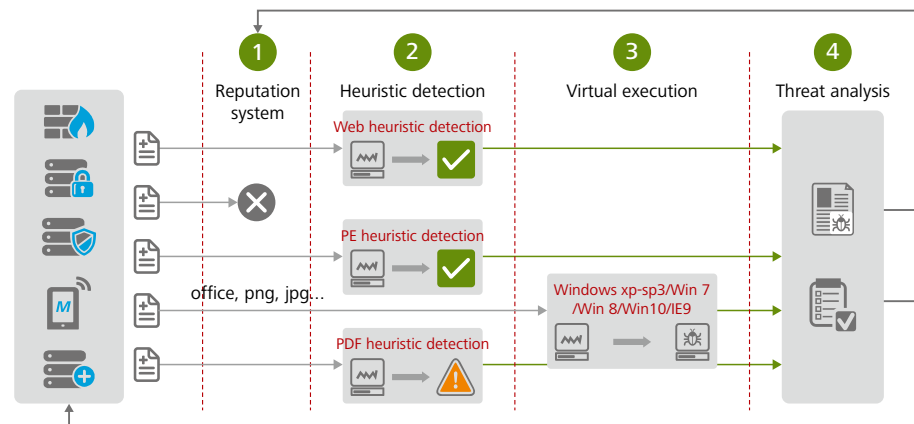 1
2
3
4
Reputation
system
Heuristic detection
Virtual execution
Threat analysis
Web heuristic detection
PE heuristic detection
office, png, jpg...
Windows xp-sp3/Win 7
/Win 8/Win10/IE9
M
PDF heuristic detection